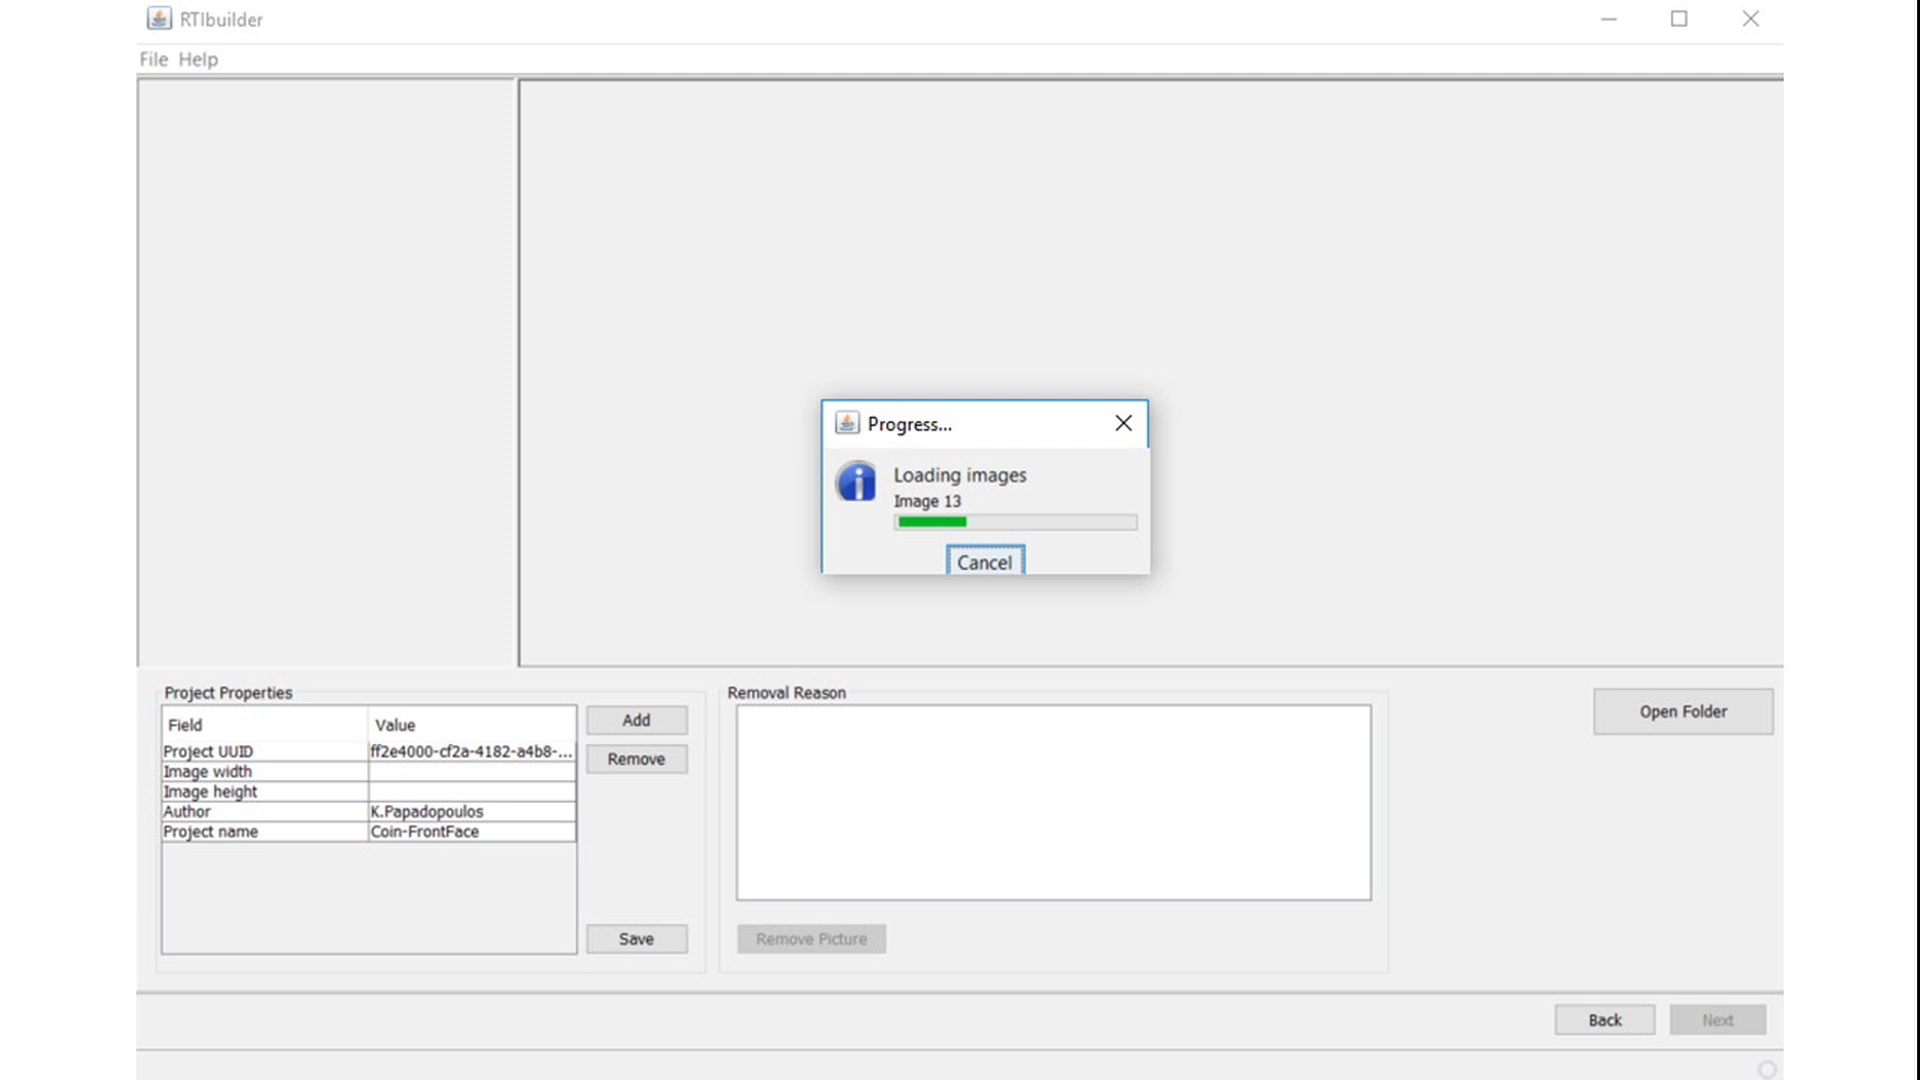 RTIbuilder
File Help
Progress...
Loading images
Image 13
Cancel
Project Properties
Field Value
Project UUID ff2e4000-cf2a-4182-a4b8-...
Image width
Image height
Author K.Papadopoulos
Project name Coin-FrontFace
Add
Remove
Save
Removal Reason
Remove Picture
Open Folder
Back Next